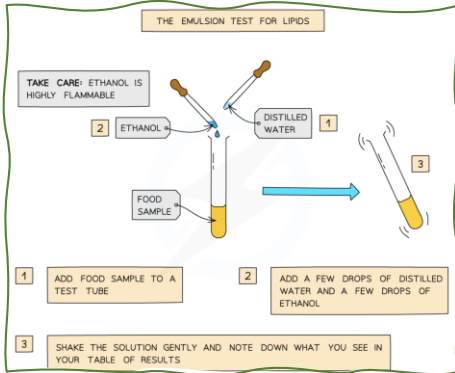 THE EMULSION TEST FOR LIPIDS
TAKE CARE: ETHANOL IS
HIGHLY FLAMMABLE
2
ETHANOL
DISTILLED
WATER
1
3
FOOD
SAMPLE
1
ADD FOOD SAMPLE TO A
TEST TUBE
2
ADD A FEW DROPS OF DISTILLED
WATER AND A FEW DROPS OF
ETHANOL
3
SHAKE THE SOLUTION GENTLY AND NOTE DOWN WHAT YOU SEE IN
YOUR TABLE OF RESULTS